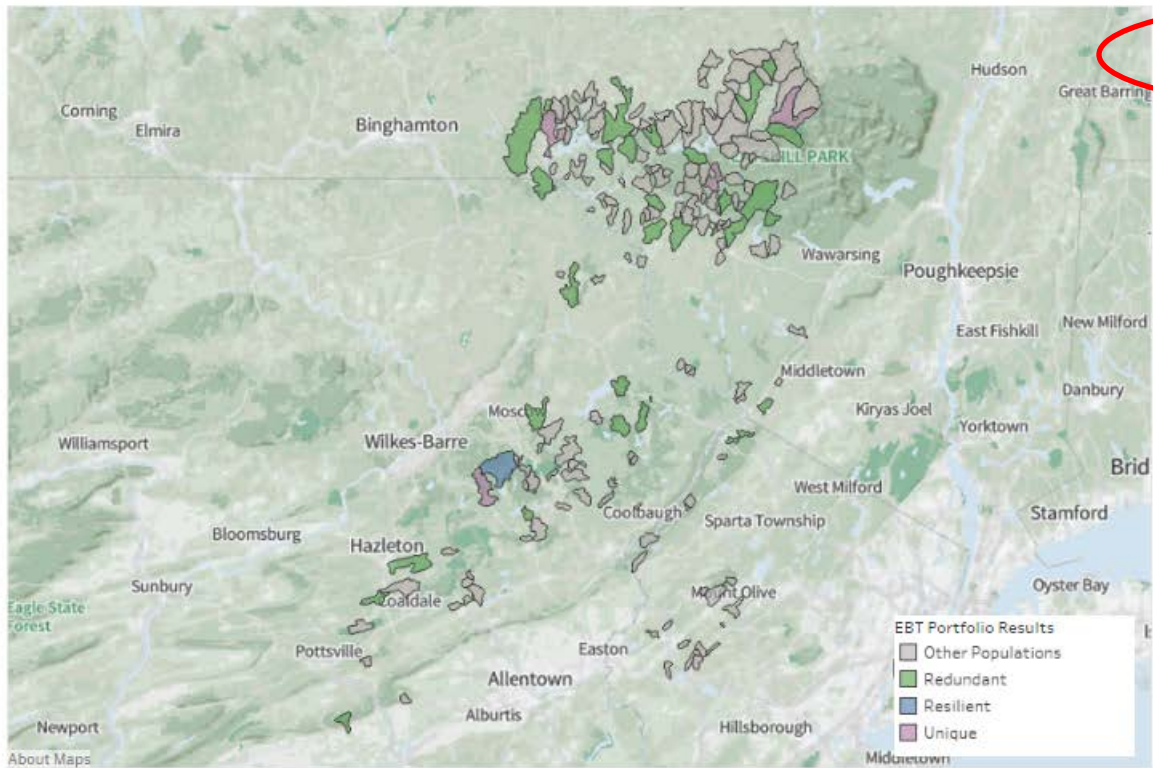 Hudson
Great Barring
Corning
Elmira
Binghamton
HILL PARK
Wawarsing
Poughkeepsie
East Fishkill
New Milford
Middletown
Danbury
Kiryas Joel
Mosc
Yorktown
Williamsport
Wilkes-Barre
Brid
West Milford
Coolbaugh
Sparta Township
Stamford
Bloomsburg
Hazleton
Sunbury
Oyster Bay
Mount Olive
Coaldale
Eagle State
Forest
EBT Portfolio Results
Other Populations
Redundant
Resilient
Unique
Pottsville
Easton
Allentown
Alburtis
Newport
Hillsborough
Middletown
About Maps